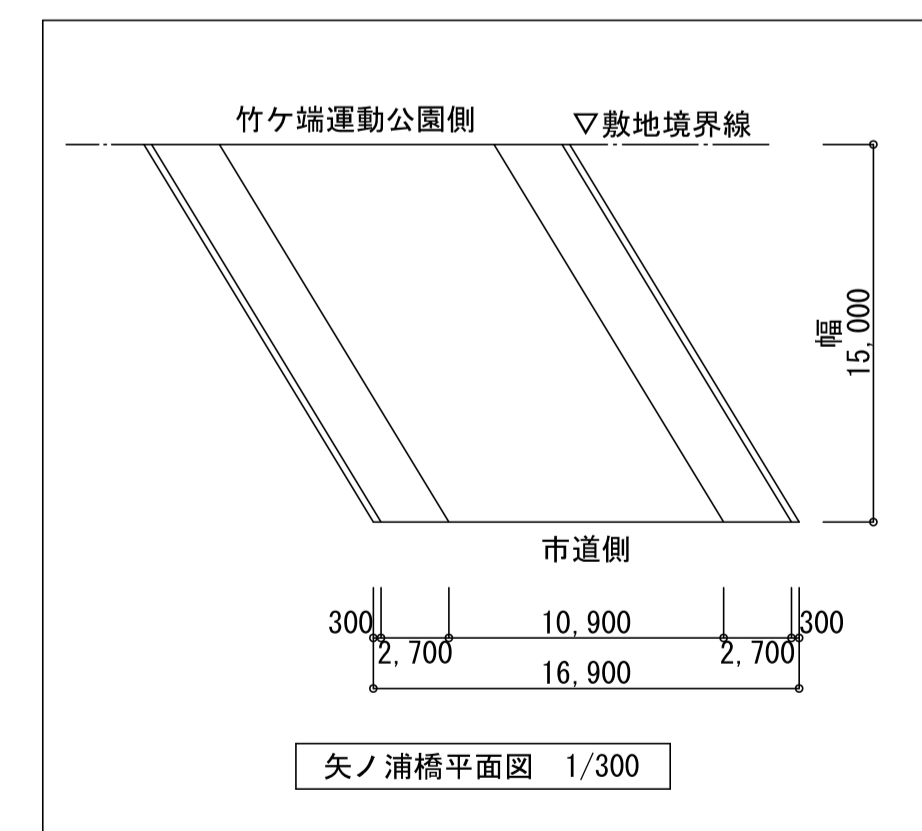 竹ケ端運動公園側
▽敷地境界線
幅
15,000
市道側
300
2,700
10,900
2,700
300
16,900
矢ノ浦橋平面図 1/300